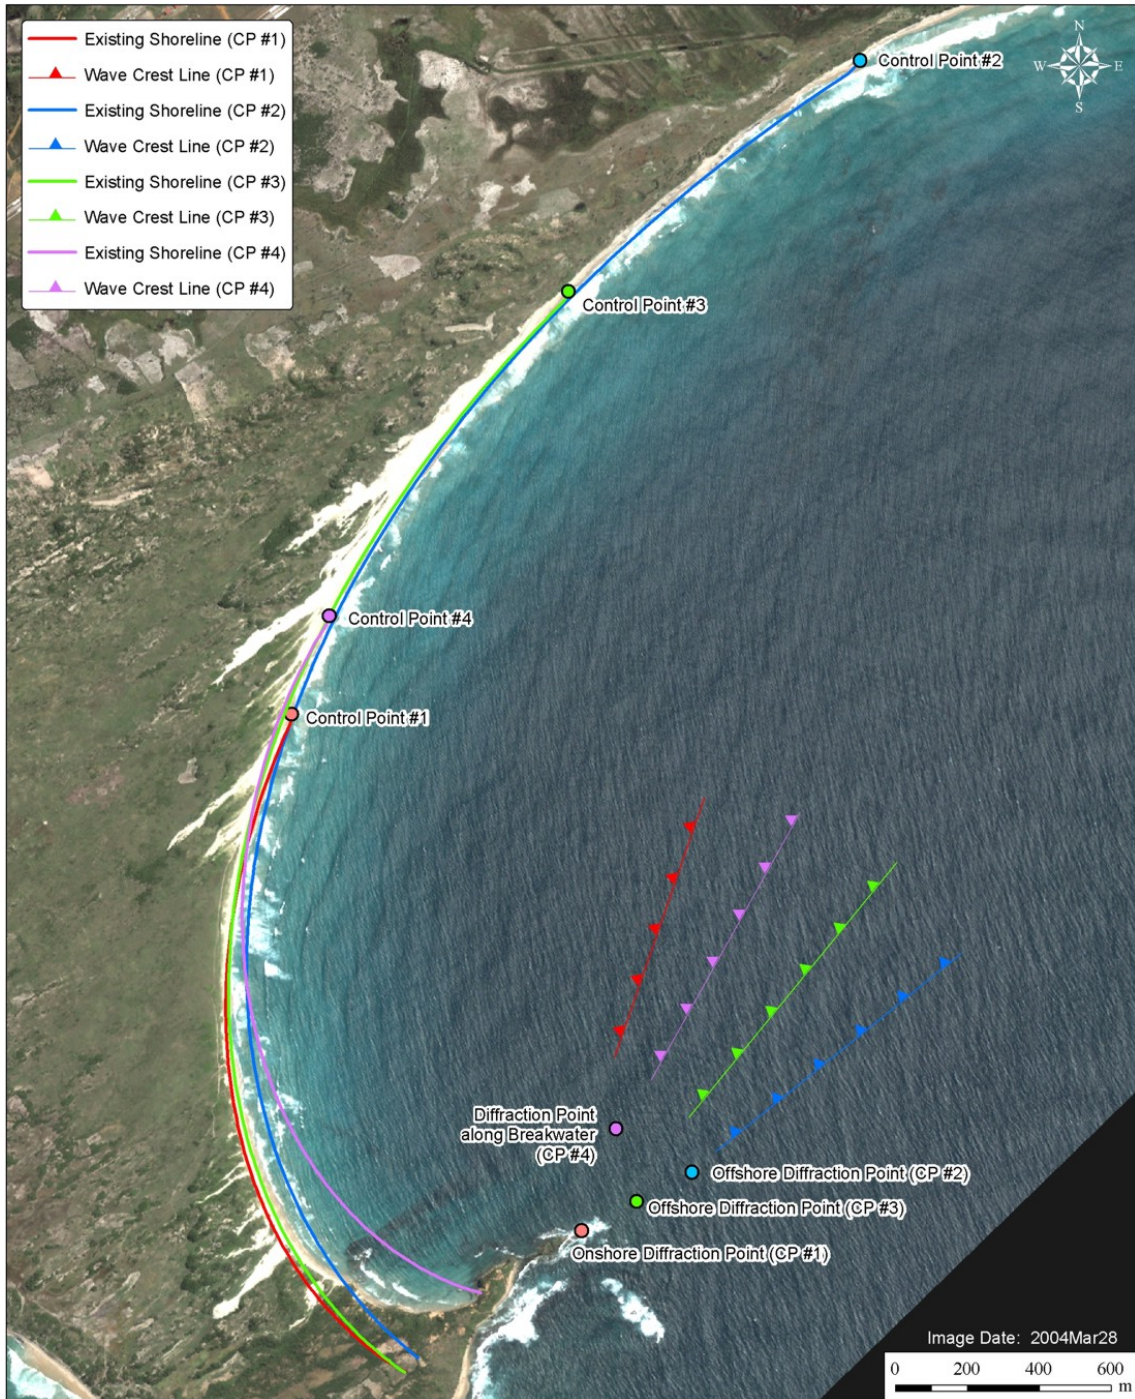 Existing Shoreline (CP #1)
Wave Crest Line (CP #1)
Existing Shoreline (CP #2)
Wave Crest Line (CP #2)
Existing Shoreline (CP #3)
Wave Crest Line (CP #3)
Existing Shoreline (CP #4)
Wave Crest Line (CP #4)
N
W E
S
Control Point #2
Control Point #3
Control Point #4
Control Point #1
Diffraction Point
along Breakwater
(CP #4)
Offshore Diffraction Point (CP #2)
Offshore Diffraction Point (CP #3)
Onshore Diffraction Point (CP #1)
Image Date: 2004Mar28
0 200 400 600
m